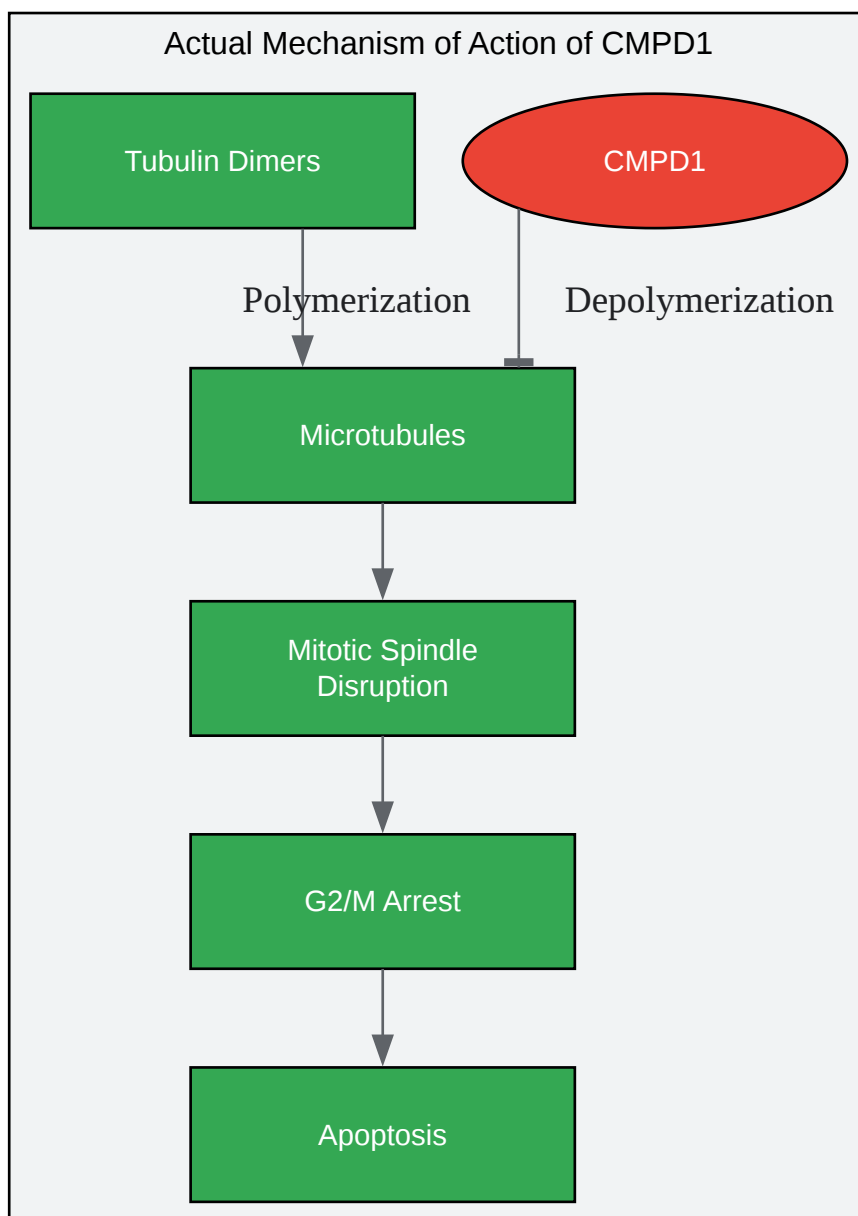 Actual Mechanism of Action of CMPD1
Tubulin Dimers
CMPD1
Polymerization
Depolymerization
Microtubules
Mitotic Spindle
Disruption
G2/M Arrest
Apoptosis